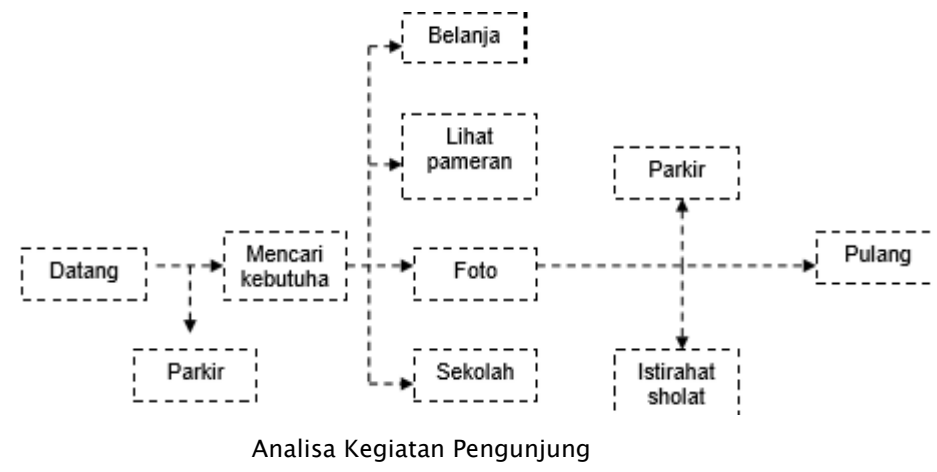 Belanja
Lihat
pameran
Parkir
Datang
Mencari
kebutuha
Foto
Pulang
Parkir
Sekolah
Istirahat
sholat
Analisa Kegiatan Pengunjung